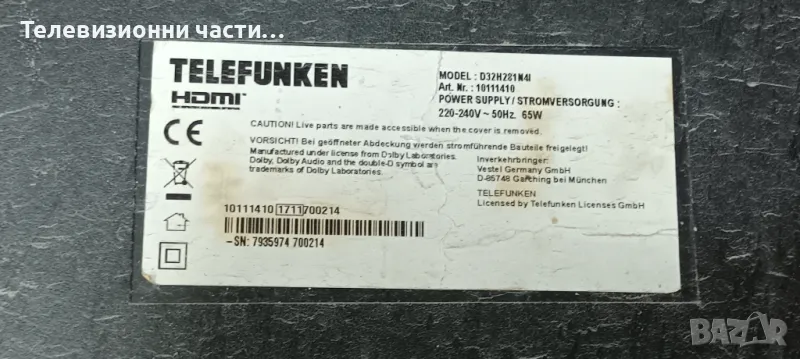 Телевизионни части…
TELEFUNKEN
HDMI
MODEL : D32H281N4I
Art. Nr. : 10111410
POWER SUPPLY / STROMVERSORGUNG :
220-240V ~ 50Hz. 65W
CAUTION! Live parts are made accessible when the cover is removed.
VORSICHT! Bei geöffneter Abdeckung werden stromführende Bauteile freigelegt!
Manufactured under license from Dolby Laboratories.
Dolby, Dolby Audio and the double-D symbol are
trademarks of Dolby Laboratories.
Inverkehrbringer:
Vestel Germany GmbH
D-85748 Garching bei München
TELEFUNKEN
Licensed by Telefunken Licenses GmbH
10111410 1711 700214
-SN: 7935974 700214
BAZAR
bg